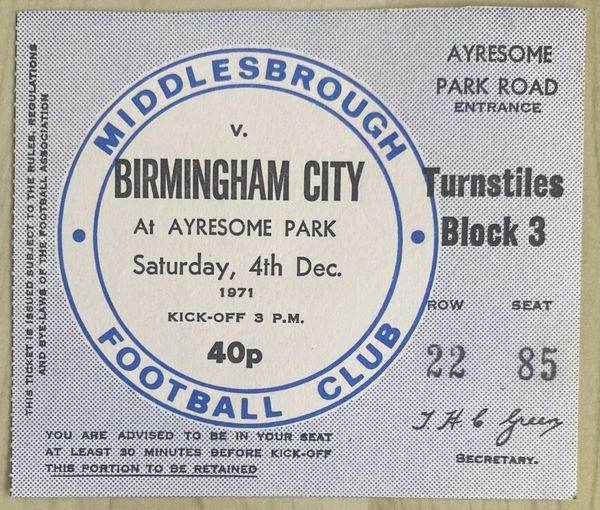 THIS TICKET IS ISSUED SUBJECT TO THE RULES, REGULATIONS
AND BYE-LAWS OF THE FOOTBALL ASSOCIATION
MIDDLESBROUGH
FOOTBALL CLUB
v.
BIRMINGHAM CITY
At AYRESOME PARK
Saturday, 4th Dec.
1971
KICK-OFF 3 P.M.
40p
YOU ARE ADVISED TO BE IN YOUR SEAT
AT LEAST 30 MINUTES BEFORE KICK-OFF
THIS PORTION TO BE RETAINED
AYRESOME
PARK ROAD
ENTRANCE
Turnstiles
Block 3
ROW SEAT
22 85
T H C Green
SECRETARY.